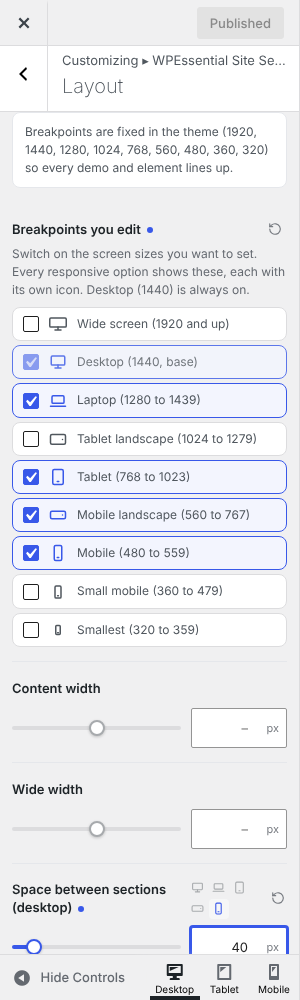 Published
Customizing ▸ WPEssential Site Se...
Layout
Breakpoints are fixed in the theme (1920,
1440, 1280, 1024, 768, 560, 480, 360, 320)
so every demo and element lines up.
Breakpoints you edit
Switch on the screen sizes you want to set.
Every responsive option shows these, each with
its own icon. Desktop (1440) is always on.
Wide screen (1920 and up)
Desktop (1440, base)
Laptop (1280 to 1439)
Tablet landscape (1024 to 1279)
Tablet (768 to 1023)
Mobile landscape (560 to 767)
Mobile (480 to 559)
Small mobile (360 to 479)
Smallest (320 to 359)
Content width
– px
Wide width
– px
Space between sections
(desktop)
40
Hide Controls
Desktop
Tablet
Mobile